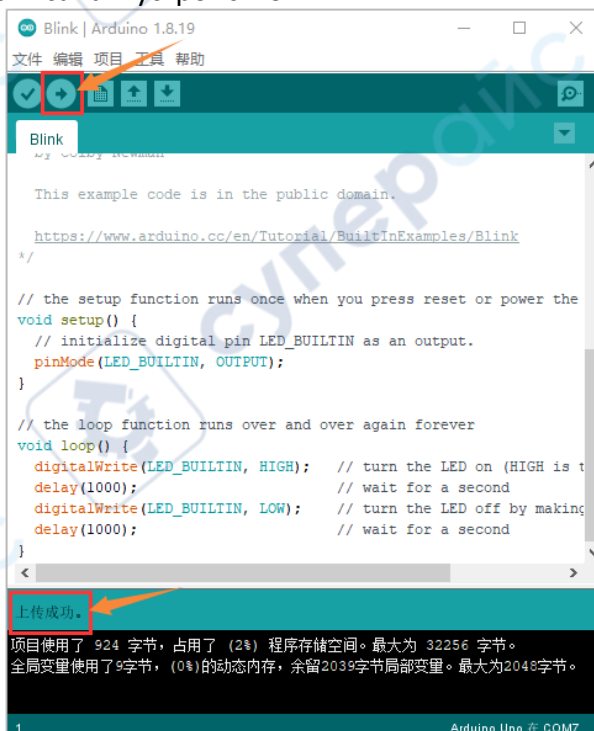 Blink | Arduino 1.8.19
文件 编辑 项目 工具 帮助
Blink
by Colby Newman
This example code is in the public domain.
https://www.arduino.cc/en/Tutorial/BuiltInExamples/Blink
*/
// the setup function runs once when you press reset or power the
void setup() {
// initialize digital pin LED_BUILTIN as an output.
pinMode(LED_BUILTIN, OUTPUT);
}
// the loop function runs over and over again forever
void loop() {
digitalWrite(LED_BUILTIN, HIGH); // turn the LED on (HIGH is t
delay(1000); // wait for a second
digitalWrite(LED_BUILTIN, LOW); // turn the LED off by making
delay(1000); // wait for a second
}
上传成功。
项目使用了 924 字节，占用了 (2%) 程序存储空间。最大为 32256 字节。
全局变量使用了9字节，(0%)的动态内存，余留2039字节局部变量。最大为2048字节。
1 Arduino Uno 在 COM7
суперайс